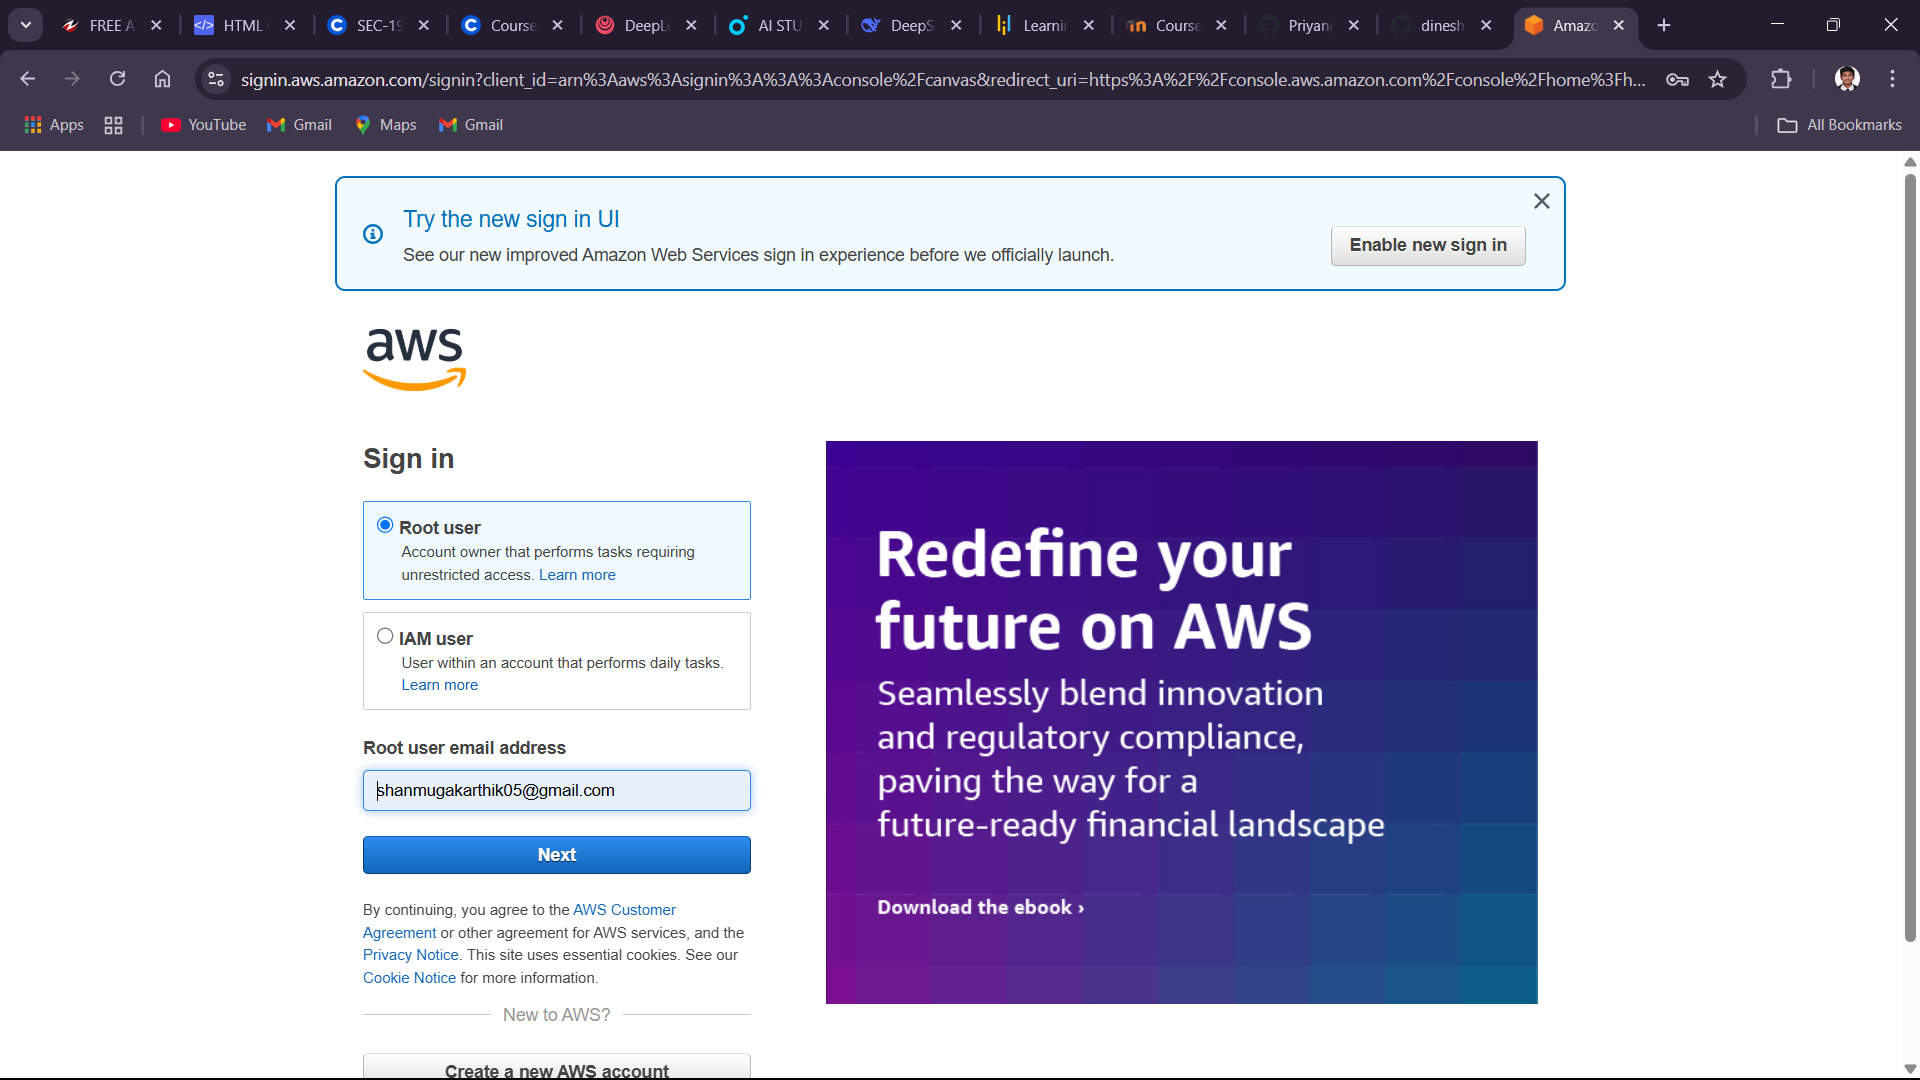 FREE A
HTML
SEC-19
Course
DeepLe
AI STU
DeepS
Learnin
Course
Priyan
dinesh
Amazo
signin.aws.amazon.com/signin?client_id=arn%3Aaws%3Asignin%3A%3A%3Aconsole%2Fcanvas&redirect_uri=https%3A%2F%2Fconsole.aws.amazon.com%2Fconsole%2Fhome%3Fh...
Apps
YouTube
Gmail
Maps
Gmail
All Bookmarks
Try the new sign in UI
See our new improved Amazon Web Services sign in experience before we officially launch.
Enable new sign in
aws
Sign in
Root user
Account owner that performs tasks requiring
unrestricted access. Learn more
IAM user
User within an account that performs daily tasks.
Learn more
Root user email address
shanmugakarthik05@gmail.com
Next
By continuing, you agree to the AWS Customer
Agreement or other agreement for AWS services, and the
Privacy Notice. This site uses essential cookies. See our
Cookie Notice for more information.
New to AWS?
Create a new AWS account
Redefine your
future on AWS
Seamlessly blend innovation
and regulatory compliance,
paving the way for a
future-ready financial landscape
Download the ebook ›